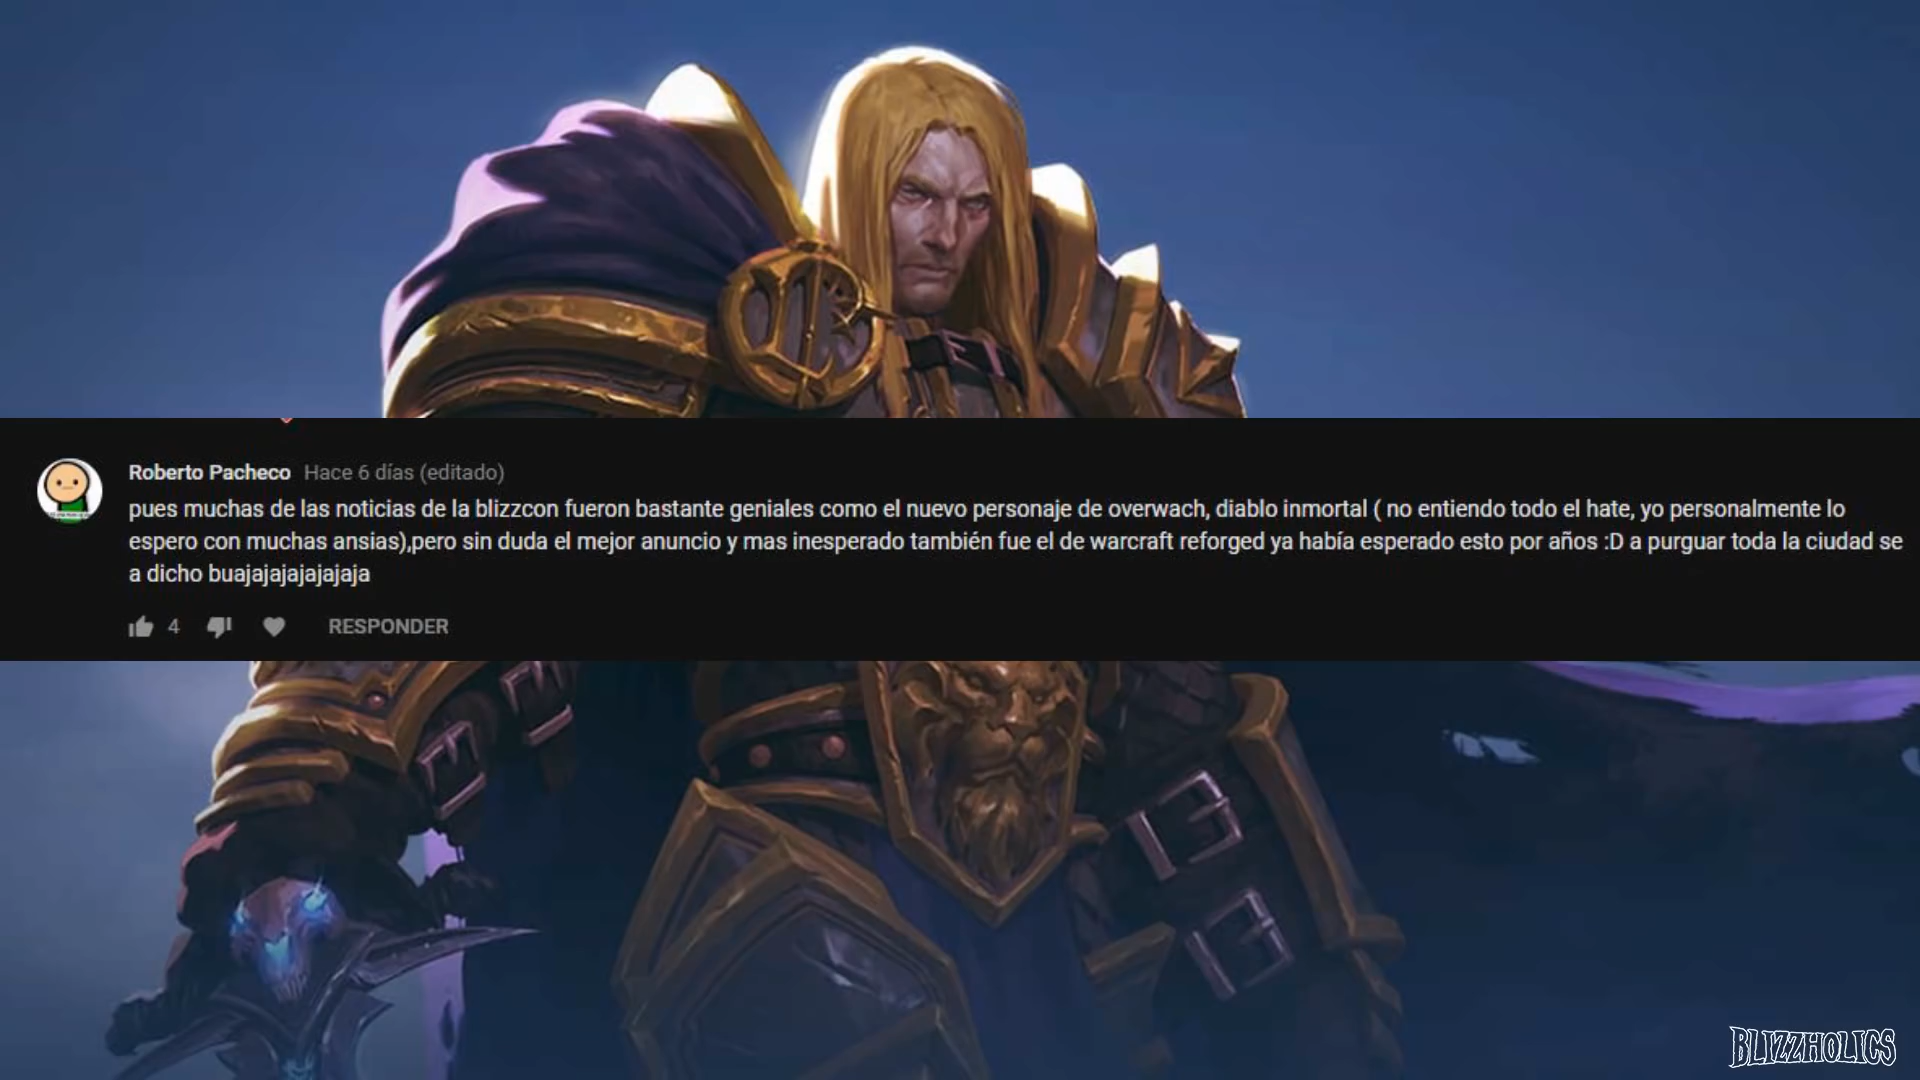 Roberto Pacheco Hace 6 días (editado)
pues muchas de las noticias de la blizzcon fueron bastante geniales como el nuevo personaje de overwach, diablo inmortal ( no entiendo todo el hate, yo personalmente lo
espero con muchas ansias),pero sin duda el mejor anuncio y mas inesperado también fue el de warcraft reforged ya había esperado esto por años :D a purguar toda la ciudad se
a dicho buajajajajajajaja
4 RESPONDER
BLIZZHOLICS